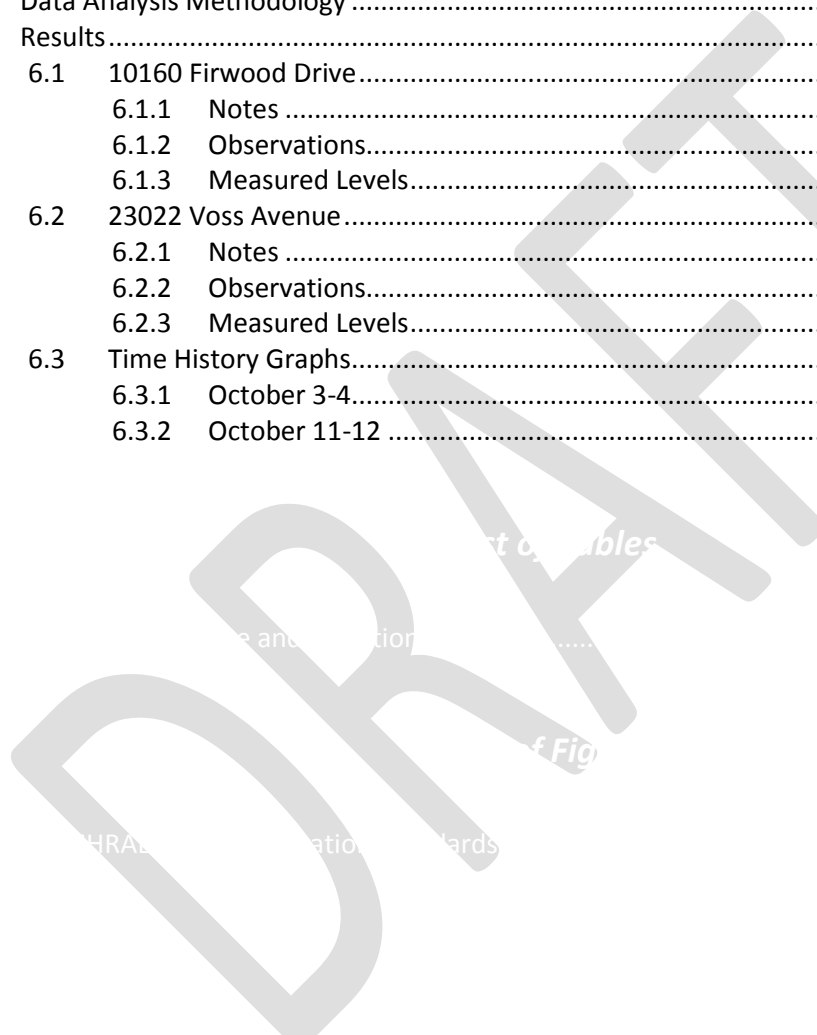 Data Analysis Methodology ...........................................................
Results ...........................................................
6.1 10160 Firwood Drive ...........................................................
6.1.1 Notes ...........................................................
6.1.2 Observations ...........................................................
6.1.3 Measured Levels ...........................................................
6.2 23022 Voss Avenue ...........................................................
6.2.1 Notes ...........................................................
6.2.2 Observations ...........................................................
6.2.3 Measured Levels ...........................................................
6.3 Time History Graphs ...........................................................
6.3.1 October 3-4 ...........................................................
6.3.2 October 11-12 ...........................................................
DRAFT